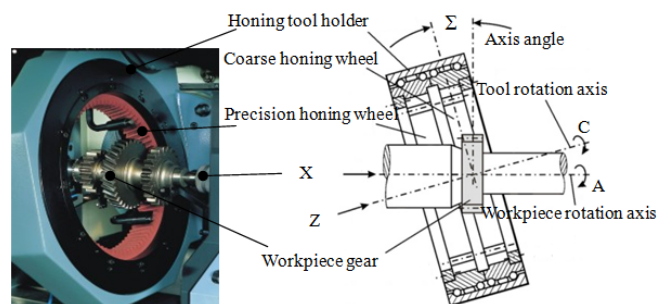 Honing tool holder
Σ
Axis angle
Coarse honing wheel
Tool rotation axis
Precision honing wheel
C
X
A
Z
Workpiece rotation axis
Workpiece gear